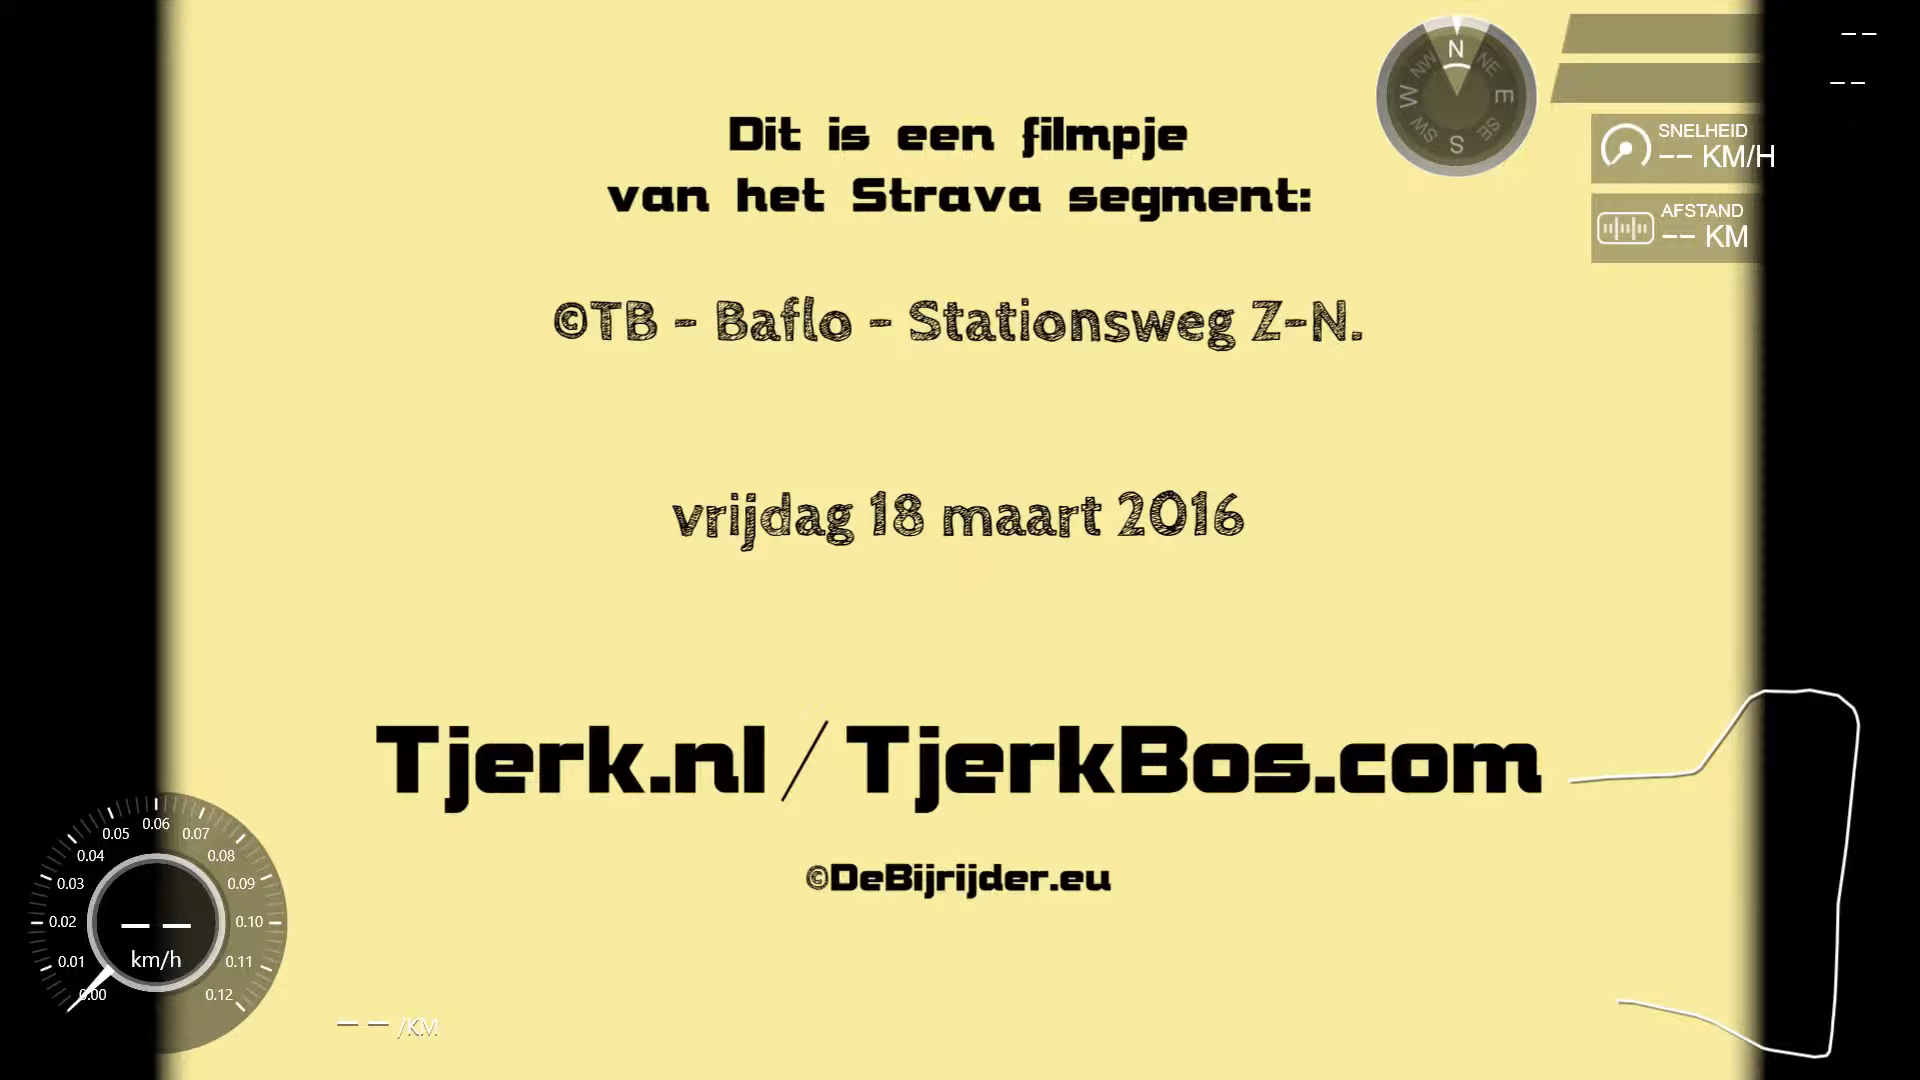 Dit is een filmpje
van het Strava segment:
©TB - Baflo - Stationsweg Z-N.
vrijdag 18 maart 2016
Tjerk.nl / TjerkBos.com
©DeBijrijder.eu
N
NE
E
SE
S
SW
W
NW
-- 
--
SNELHEID
-- KM/H
AFSTAND
-- KM
0.00
0.01
0.02
0.03
0.04
0.05
0.06
0.07
0.08
0.09
0.10
0.11
0.12
--
km/h
-- /KM